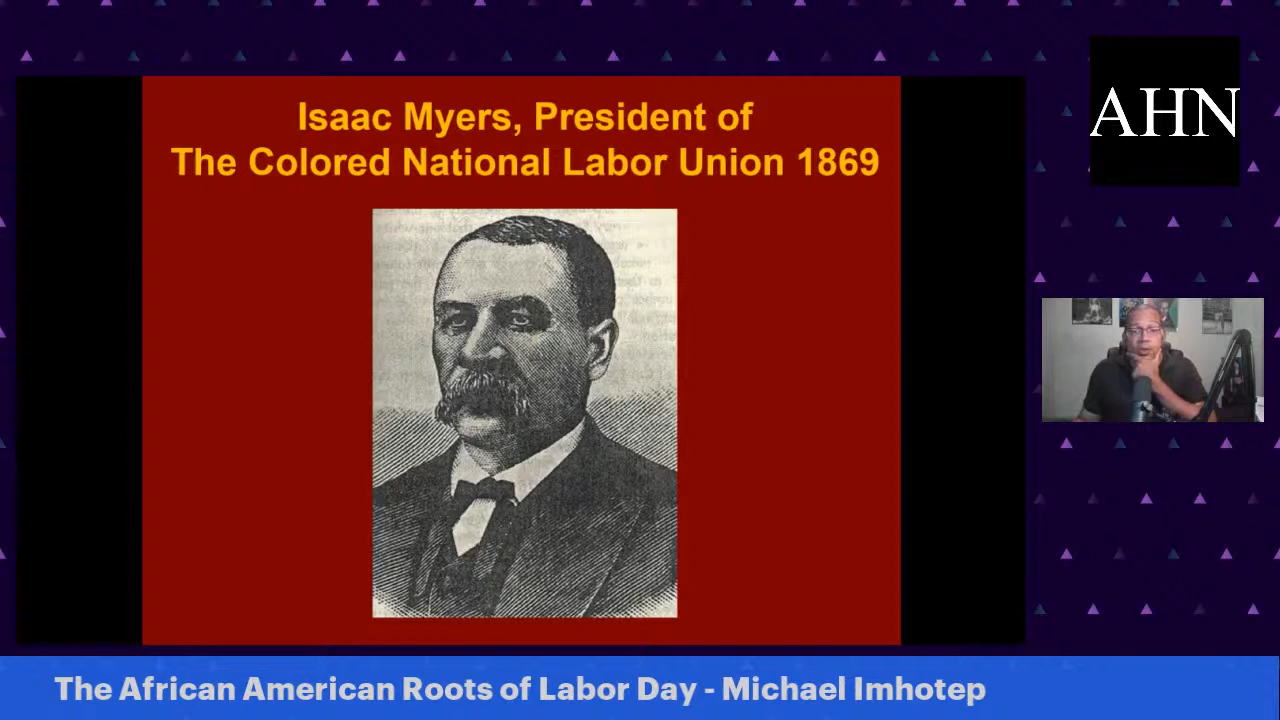 Isaac Myers, President of
The Colored National Labor Union 1869
AHN
The African American Roots of Labor Day - Michael Imhotep